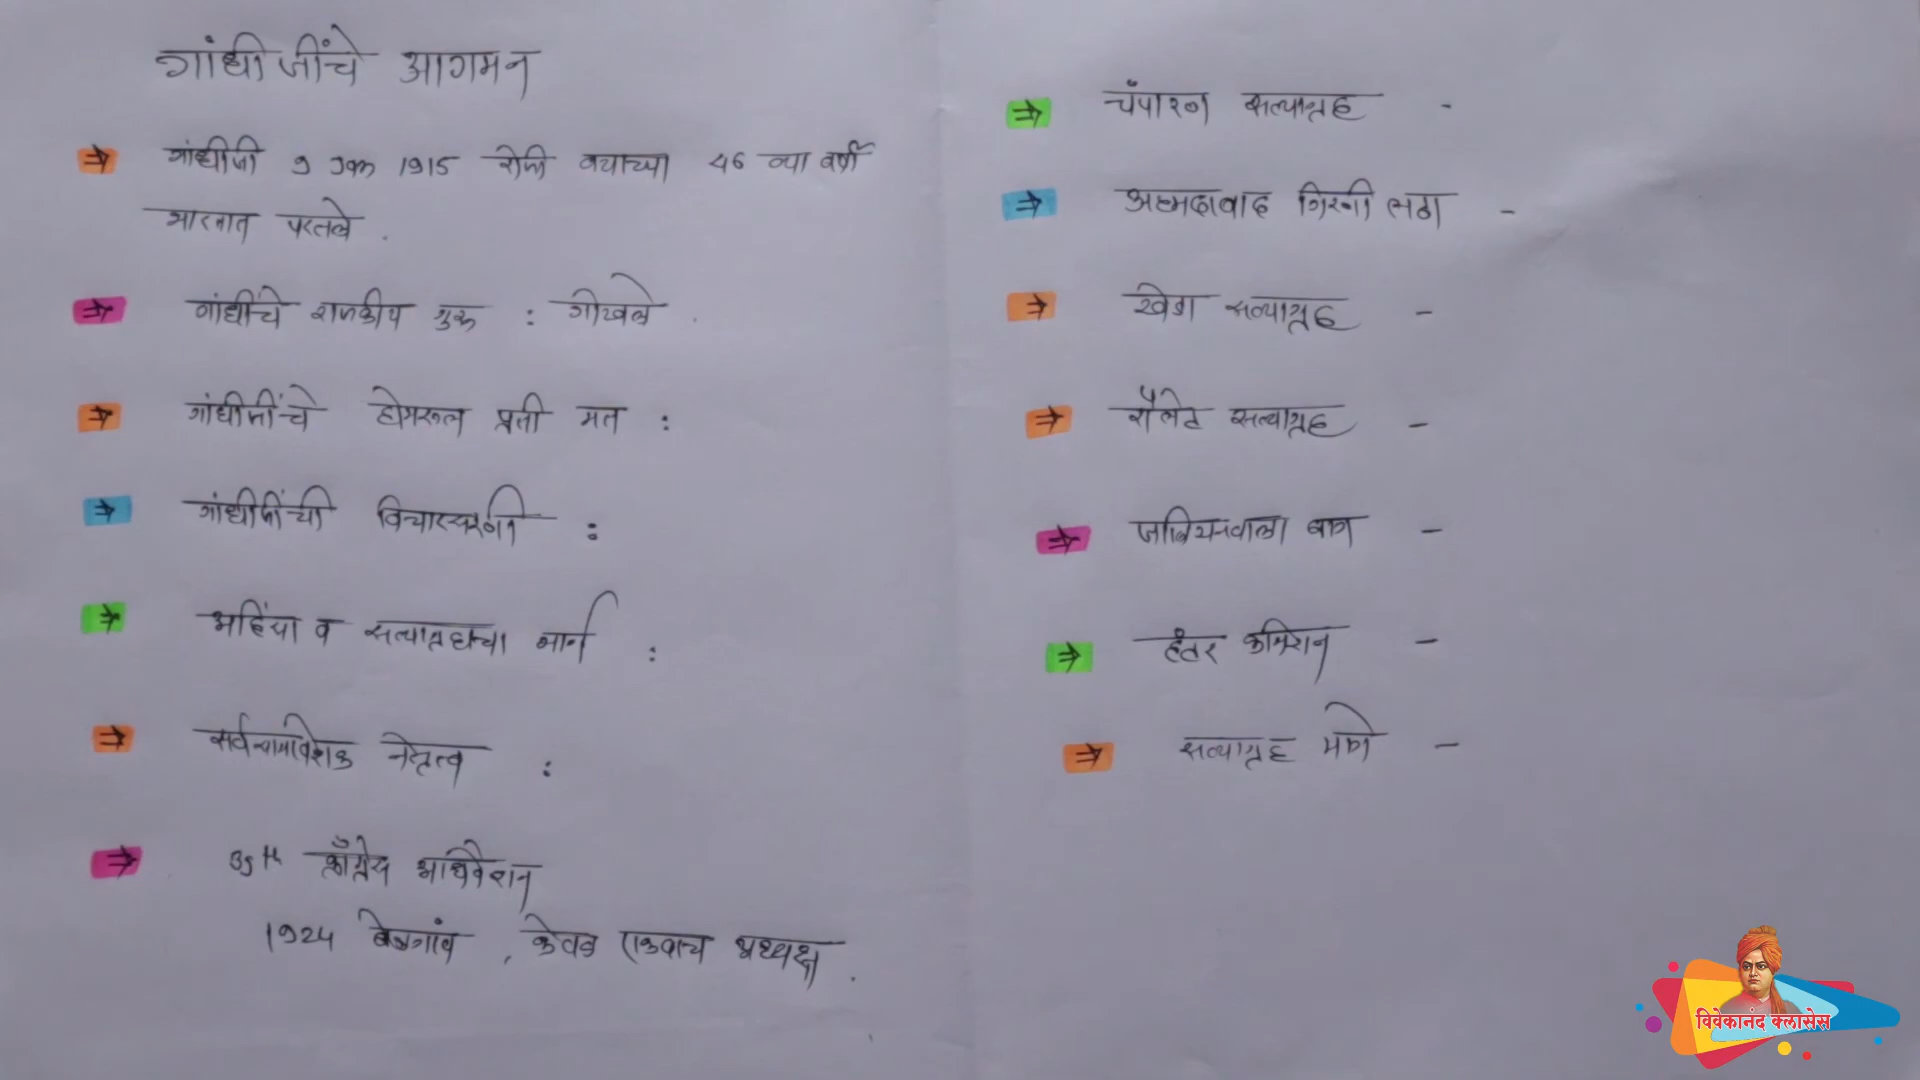 गांधीजींचे आगमन
⇒ गांधीजी 9 जाने 1915 रोजी वयाच्या 46 व्या वर्षी
भारतात परतले .
⇒ गांधींचे राजकीय गुरू : गोखले .
⇒ गांधीजींचे होमरूल प्रती मत :
⇒ गांधीजींची विचारसरणी :
⇒ अहिंसा व सत्याग्रहाचा मार्ग :
⇒ सर्वसमावेशक नेतृत्व :
⇒ काँग्रेस अधिवेशन
1924 बेळगांव , केवळ एकदाच अध्यक्ष .
⇒ चंपारण सत्याग्रह -
⇒ अहमदाबाद गिरणी लढा -
⇒ खेडा सत्याग्रह -
⇒ रौलेट सत्याग्रह -
⇒ जालियनवाला बाग -
⇒ हंटर कमिशन -
⇒ सत्याग्रह मागे -
विवेकानंद क्लासेस